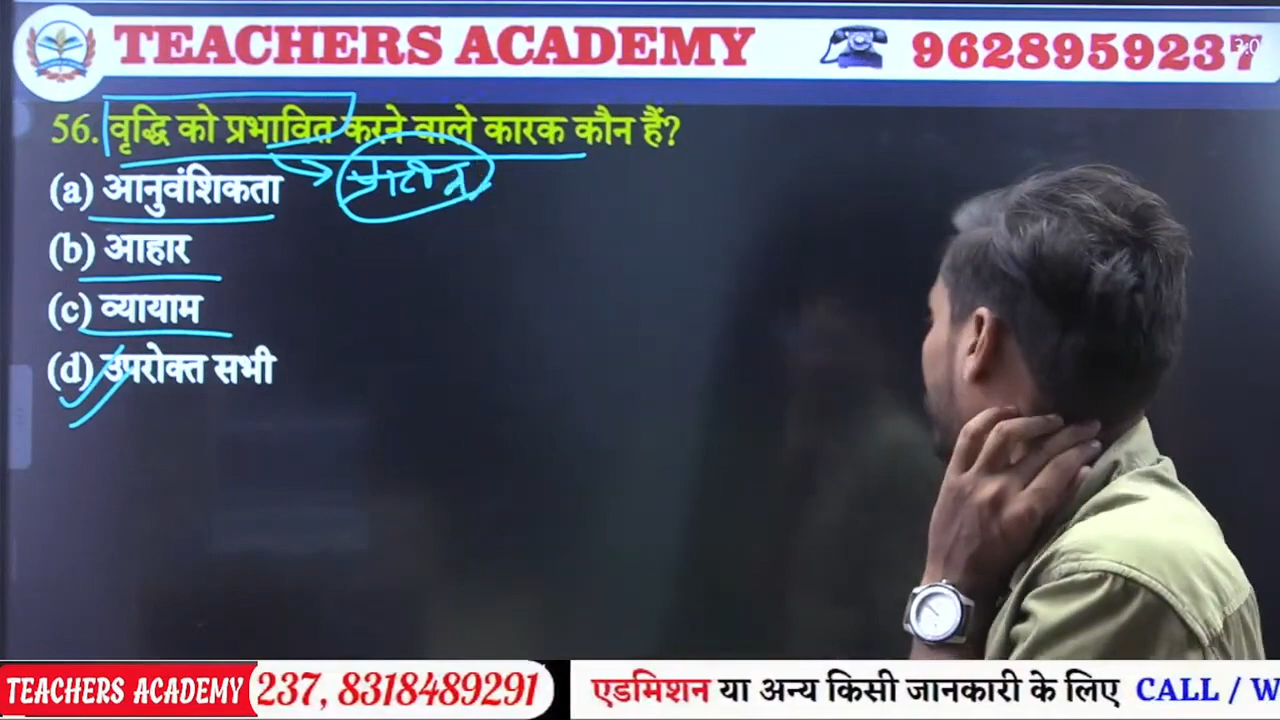 TEACHERS ACADEMY
9628959237
56. वृद्धि को प्रभावित करने वाले कारक कौन हैं?
(a) आनुवंशिकता
(b) आहार
(c) व्यायाम
(d) उपरोक्त सभी
TEACHERS ACADEMY
237, 8318489291
एडमिशन या अन्य किसी जानकारी के लिए CALL / W